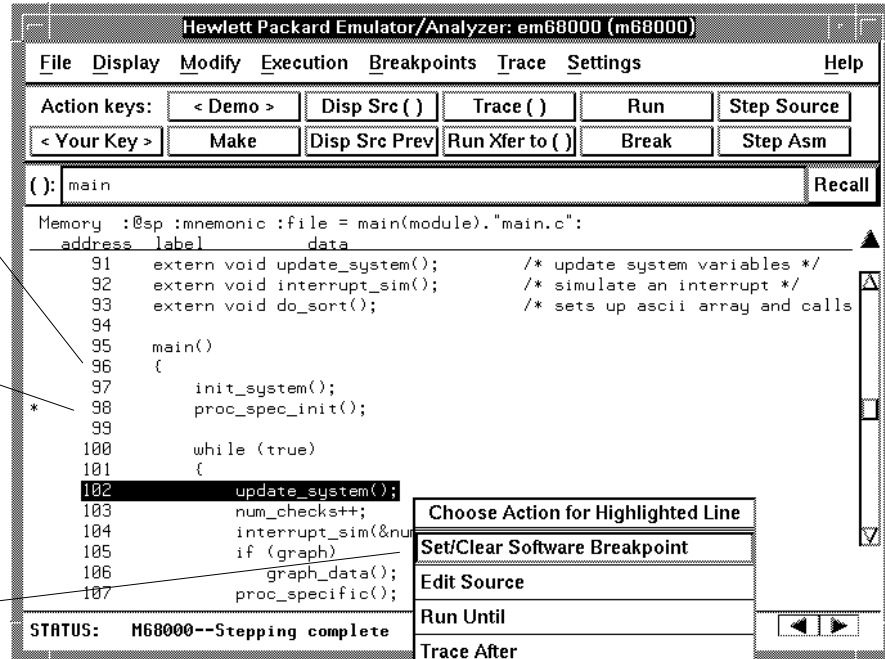 Hewlett Packard Emulator/Analyzer: em68000 (m68000)
File Display Modify Execution Breakpoints Trace Settings Help
Action keys: < Demo > Disp Src ( ) Trace ( ) Run Step Source
< Your Key > Make Disp Src Prev Run Xfer to ( ) Break Step Asm
( ): main Recall
Memory :@sp :mnemonic :file = main(module)."main.c":
address label data
91 extern void update_system(); /* update system variables */
92 extern void interrupt_sim(); /* simulate an interrupt */
93 extern void do_sort(); /* sets up ascii array and calls
94
95 main()
96 {
97 init_system();
* 98 proc_spec_init();
99
100 while (true)
101 {
102 update_system();
103 num_checks++;
104 interrupt_sim(&nu
105 if (graph)
106 graph_data();
107 proc_specific();
Choose Action for Highlighted Line
Set/Clear Software Breakpoint
Edit Source
Run Until
Trace After
STATUS: M68000--Stepping complete